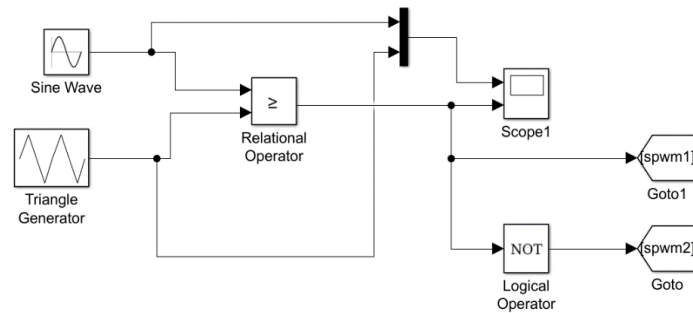 Sine Wave
≥
Relational
Operator
Scope1
Triangle
Generator
[spwm1]
Goto1
NOT
Logical
Operator
[spwm2]
Goto